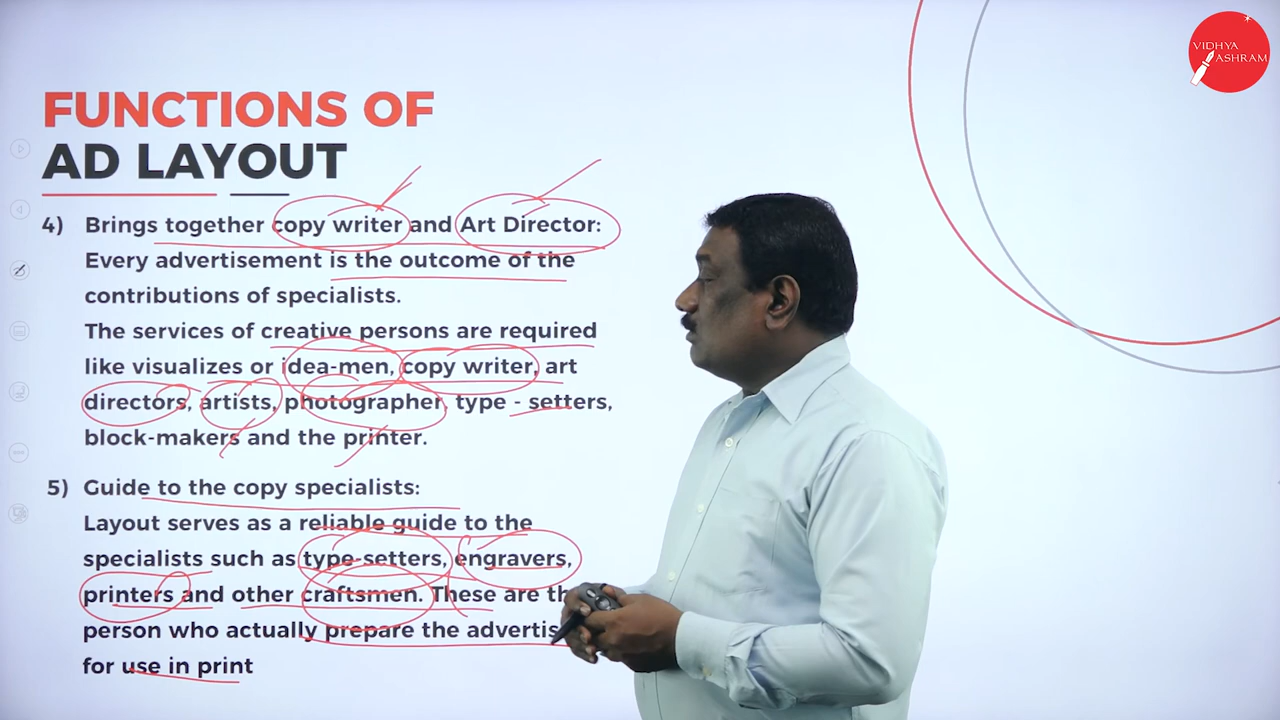 VIDHYA
ASHRAM
FUNCTIONS OF
AD LAYOUT
4) Brings together copy writer and Art Director:
Every advertisement is the outcome of the
contributions of specialists.
The services of creative persons are required
like visualizes or idea-men, copy writer, art
directors, artists, photographer, type - setters,
block-makers and the printer.
5) Guide to the copy specialists:
Layout serves as a reliable guide to the
specialists such as type-setters, engravers,
printers and other craftsmen. These are th
person who actually prepare the advertis
for use in print